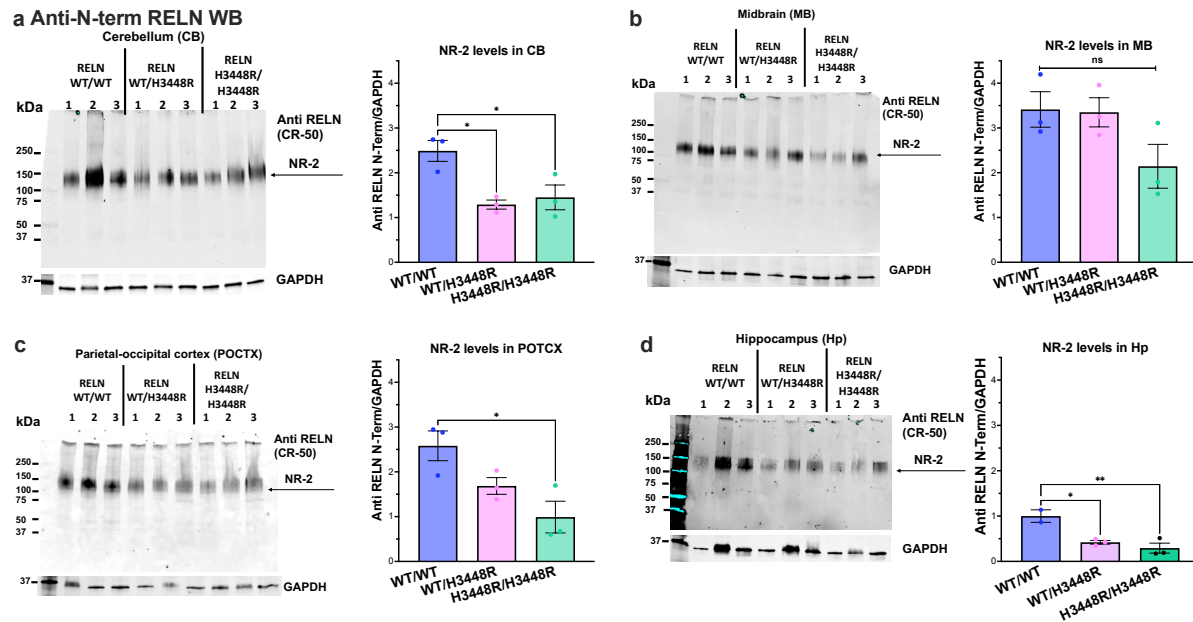 a Anti-N-term RELN WB
Cerebellum (CB)
RELN
WT/WT
RELN
WT/H3448R
RELN
H3448R/
H3448R
kDa
1 2 3 1 2 3 1 2 3
Anti RELN
(CR-50)
NR-2
250
150
100
75
50
37
37
GAPDH
NR-2 levels in CB
Anti RELN N-Term/GAPDH
4
3
2
1
0
*
*
WT/WT
WT/H3448R
H3448R/H3448R
b
Midbrain (MB)
RELN
WT/WT
RELN
WT/H3448R
RELN
H3448R/
H3448R
kDa
1 2 3 1 2 3 1 2 3
Anti RELN
(CR-50)
NR-2
250
150
100
75
50
37
37
GAPDH
NR-2 levels in MB
Anti RELN N-Term/GAPDH
4
3
2
1
0
ns
WT/WT
WT/H3448R
H3448R/H3448R
c
Parietal-occipital cortex (POCTX)
RELN
WT/WT
RELN
WT/H3448R
RELN
H3448R/
H3448R
kDa
1 2 3 1 2 3 1 2 3
Anti RELN
(CR-50)
NR-2
250
150
100
75
50
37
37
GAPDH
NR-2 levels in POTCX
Anti RELN N-Term/GAPDH
4
3
2
1
0
*
WT/WT
WT/H3448R
H3448R/H3448R
d
Hippocampus (Hp)
RELN
WT/WT
RELN
WT/H3448R
RELN
H3448R/
H3448R
kDa
1 2 3 1 2 3 1 2 3
Anti RELN
(CR-50)
NR-2
250
150
100
75
50
37
37
GAPDH
NR-2 levels in Hp
Anti RELN N-Term/GAPDH
4
3
2
1
0
*
**
WT/WT
WT/H3448R
H3448R/H3448R